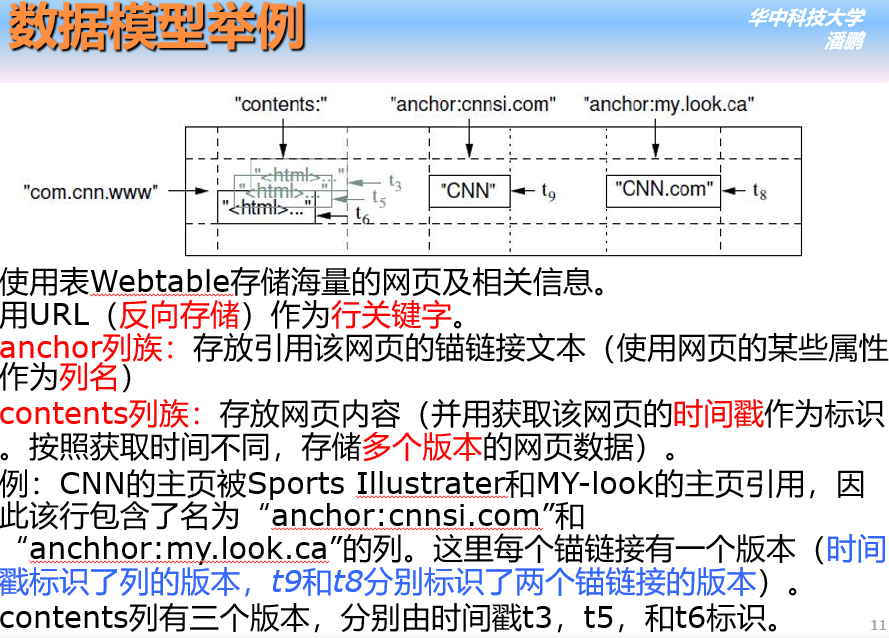 数据模型举例
华中科技大学
潘鹏
"contents:"
"anchor:cnnsi.com"
"anchor:my.look.ca"
"com.cnn.www"
"<html>..."
"<html>..."
"<html>..."
t3
t5
t6
"CNN"
t9
"CNN.com"
t8
使用表Webtable存储海量的网页及相关信息。
用URL（反向存储）作为行关键字。
anchor列族：存放引用该网页的锚链接文本（使用网页的某些属性
作为列名）
contents列族：存放网页内容（并用获取该网页的时间戳作为标识
。按照获取时间不同，存储多个版本的网页数据）。
例：CNN的主页被Sports Illustrater和MY-look的主页引用，因
此该行包含了名为“anchor:cnnsi.com”和
“anchhor:my.look.ca”的列。这里每个锚链接有一个版本（时间
戳标识了列的版本，t9和t8分别标识了两个锚链接的版本）。
contents列有三个版本，分别由时间戳t3，t5，和t6标识。
11